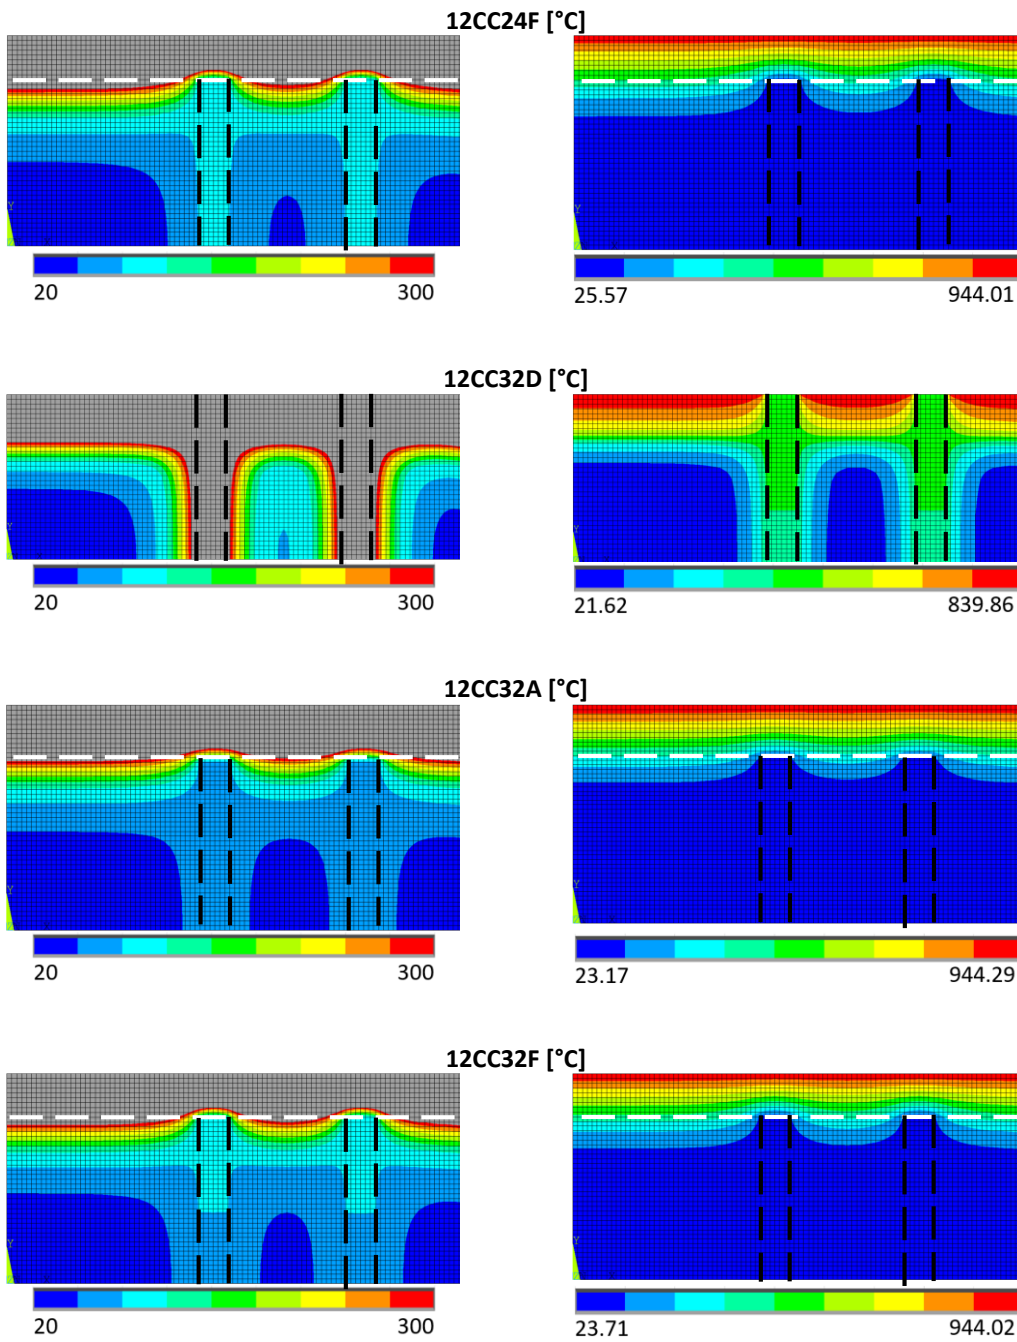 12CC24F [°C]
Y Y
20 300 25.57 944.01
12CC32D [°C]
Y Y
20 300 21.62 839.86
12CC32A [°C]
Y Y
20 300 23.17 944.29
12CC32F [°C]
Y Y
20 300 23.71 944.02